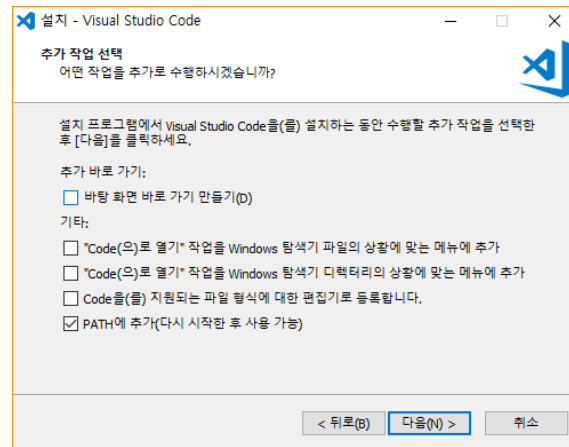 설치 - Visual Studio Code
추가 작업 선택
어떤 작업을 추가로 수행하시겠습니까?
설치 프로그램에서 Visual Studio Code을(를) 설치하는 동안 수행할 추가 작업을 선택한
후 [다음]을 클릭하세요.
추가 바로 가기:
바탕 화면 바로 가기 만들기(D)
기타:
"Code(으)로 열기" 작업을 Windows 탐색기 파일의 상황에 맞는 메뉴에 추가
"Code(으)로 열기" 작업을 Windows 탐색기 디렉터리의 상황에 맞는 메뉴에 추가
Code을(를) 지원되는 파일 형식에 대한 편집기로 등록합니다.
PATH에 추가(다시 시작한 후 사용 가능)
< 뒤로(B) 다음(N) > 취소